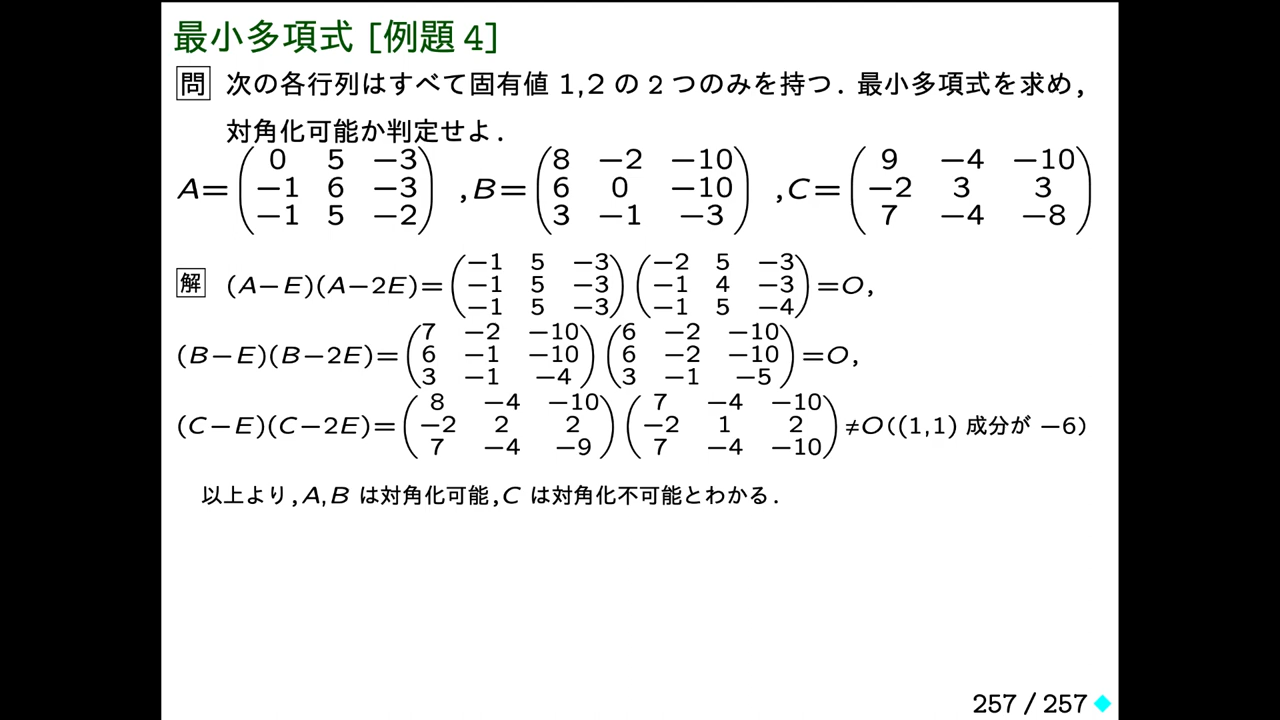 最小多項式 [例題 4]
問 次の各行列はすべて固有値 1,2 の 2 つのみを持つ. 最小多項式を求め,
対角化可能か判定せよ.
0 5 −3 8 −2 −10 9 −4 −10
A= −1 6 −3 ,B= 6 0 −10 ,C= −2 3 3
−1 5 −2 3 −1 −3 7 −4 −8
−1 5 −3 −2 5 −3
解 (A−E)(A−2E)= −1 5 −3 −1 4 −3 =O,
−1 5 −3 −1 5 −4
7 −2 −10 6 −2 −10
(B−E)(B−2E)= 6 −1 −10 6 −2 −10 =O,
3 −1 −4 3 −1 −5
8 −4 −10 7 −4 −10
(C−E)(C−2E)= −2 2 2 −2 1 2 ≠O((1,1) 成分が −6)
7 −4 −9 7 −4 −10
以上より,A,B は対角化可能,C は対角化不可能とわかる.
257 / 257